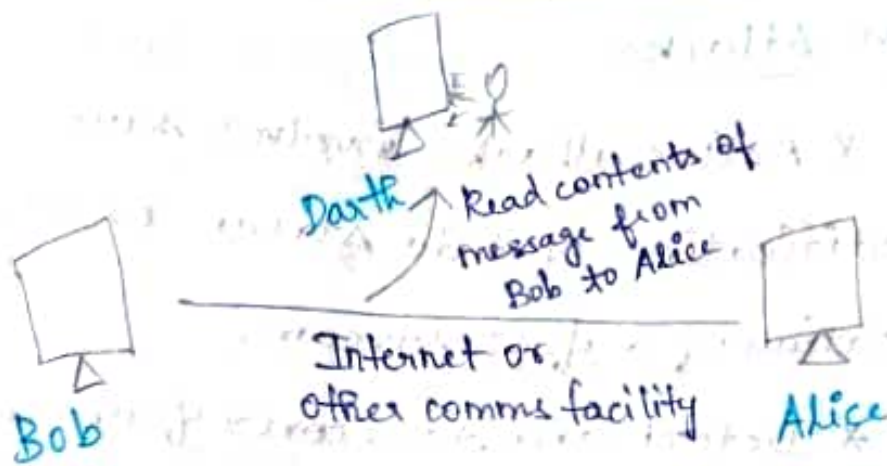 Darth
Read contents of
message from
Bob to Alice
Internet or
other comms facility
Bob
Alice